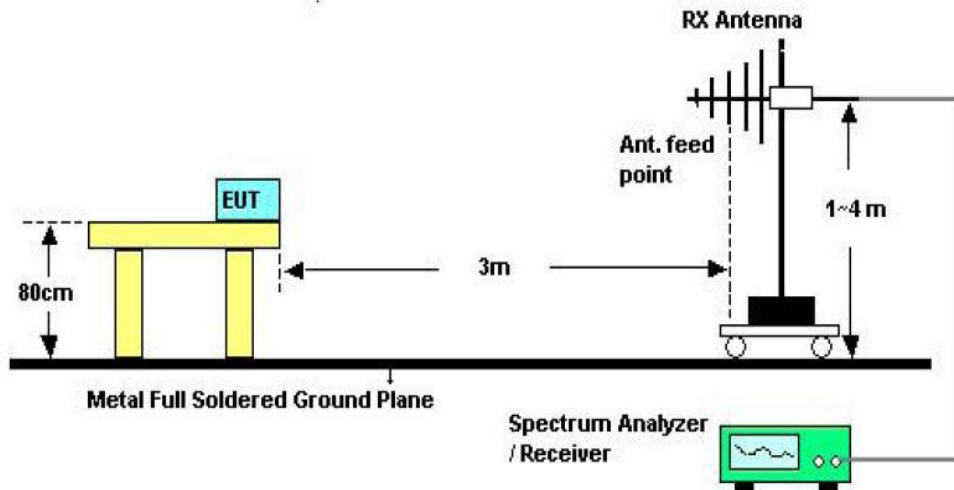 RX Antenna
Ant. feed
point
EUT
1~4 m
3m
80cm
Metal Full Soldered Ground Plane
Spectrum Analyzer
/ Receiver